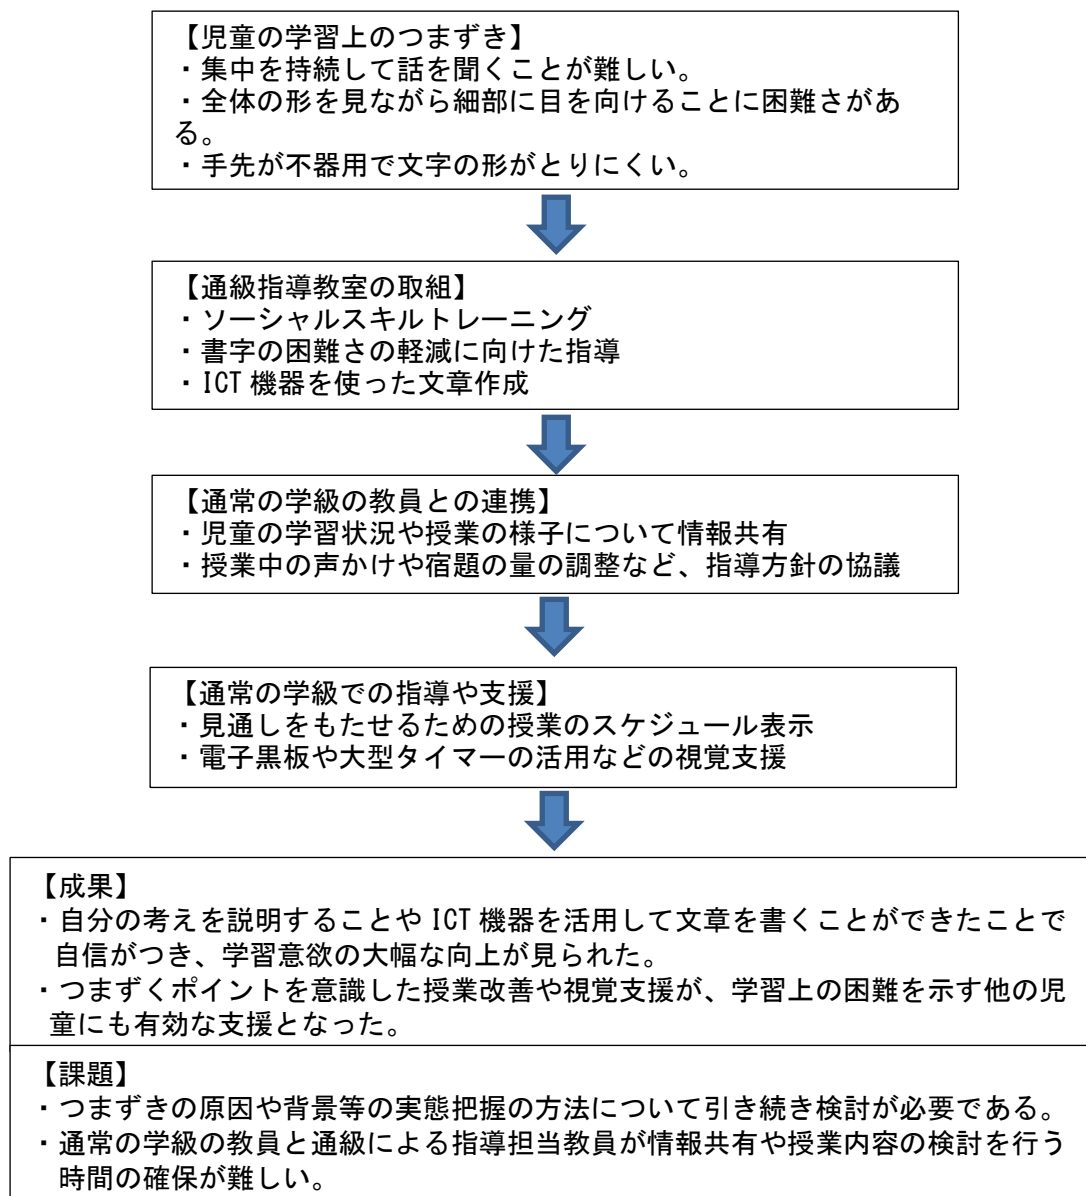 【児童の学習上のつまずき】
・集中を持続して話を聞くことが難しい。
・全体の形を見ながら細部に目を向けることに困難さがあ
る。
・手先が不器用で文字の形がとりにくい。
【通級指導教室の取組】
・ソーシャルスキルトレーニング
・書字の困難さの軽減に向けた指導
・ICT 機器を使った文章作成
【通常の学級の教員との連携】
・児童の学習状況や授業の様子について情報共有
・授業中の声かけや宿題の量の調整など、指導方針の協議
【通常の学級での指導や支援】
・見通しをもたせるための授業のスケジュール表示
・電子黒板や大型タイマーの活用などの視覚支援
【成果】
・自分の考えを説明することや ICT 機器を活用して文章を書くことができたことで
自信がつき、学習意欲の大幅な向上が見られた。
・つまずくポイントを意識した授業改善や視覚支援が、学習上の困難を示す他の児
童にも有効な支援となった。
【課題】
・つまずきの原因や背景等の実態把握の方法について引き続き検討が必要である。
・通常の学級の教員と通級による指導担当教員が情報共有や授業内容の検討を行う
時間の確保が難しい。